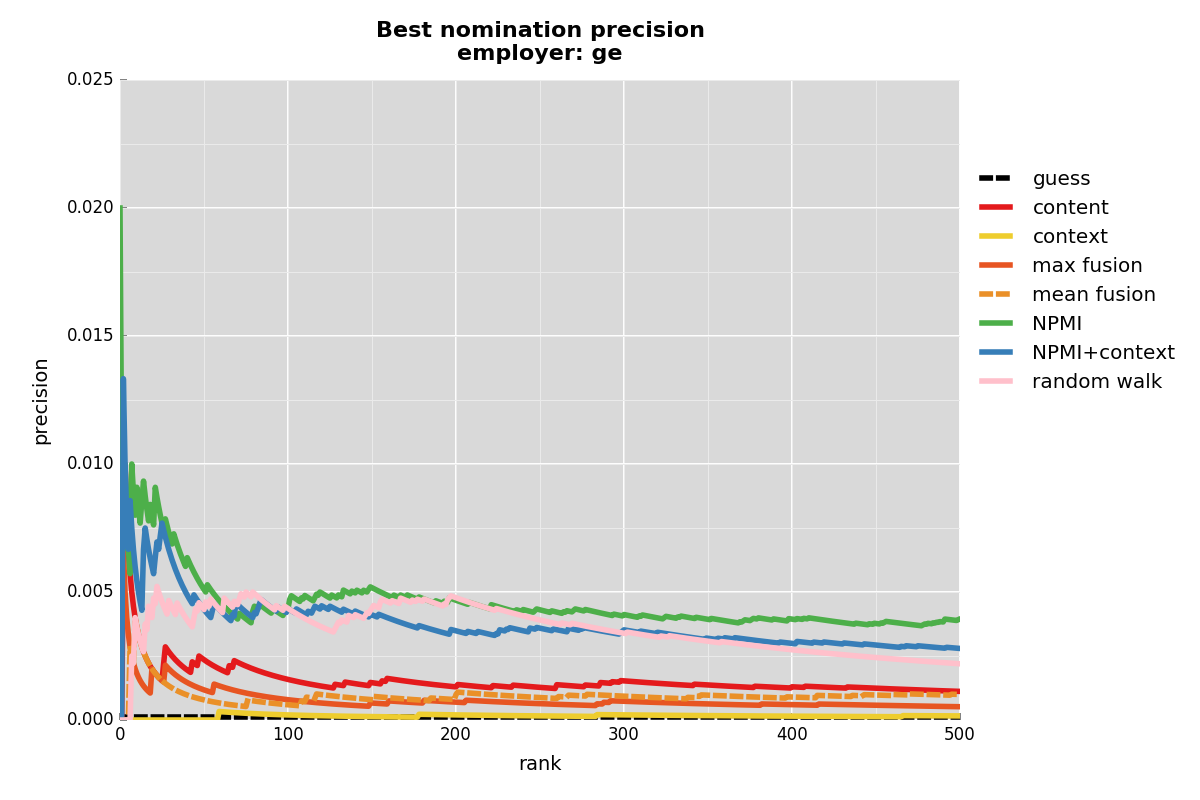 Best nomination precision
employer: ge
0.025
0.020
0.015
0.010
0.005
0.000
precision
0
100
200
300
400
500
rank
guess
content
context
max fusion
mean fusion
NPMI
NPMI+context
random walk